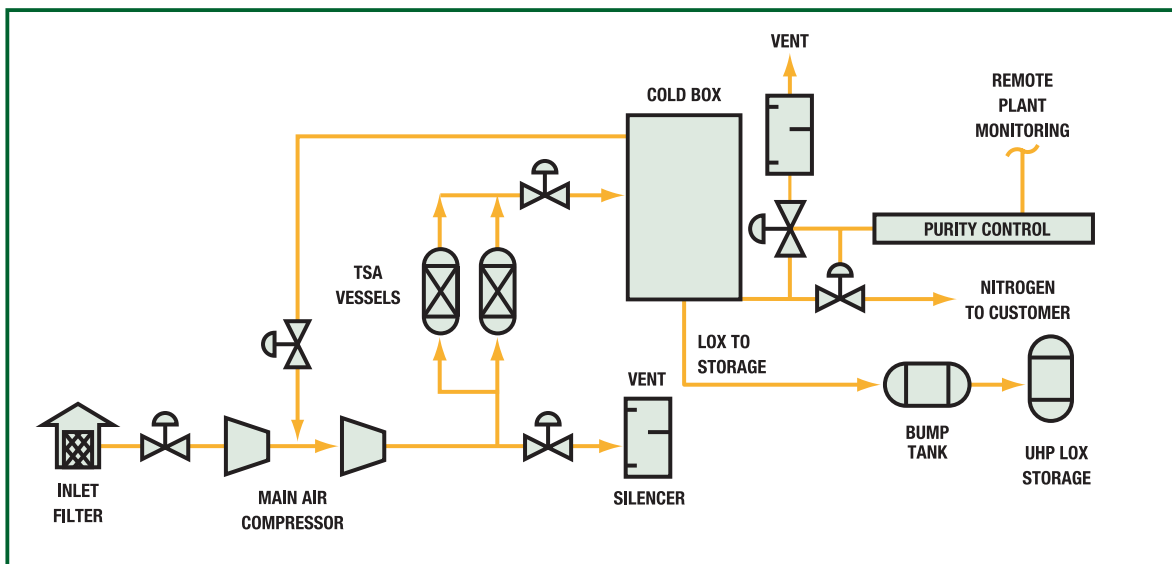 VENT
COLD BOX
REMOTE
PLANT
MONITORING
TSA
VESSELS
PURITY CONTROL
NITROGEN
TO CUSTOMER
LOX TO
STORAGE
VENT
BUMP
TANK
UHP LOX
STORAGE
INLET
FILTER
MAIN AIR
COMPRESSOR
SILENCER